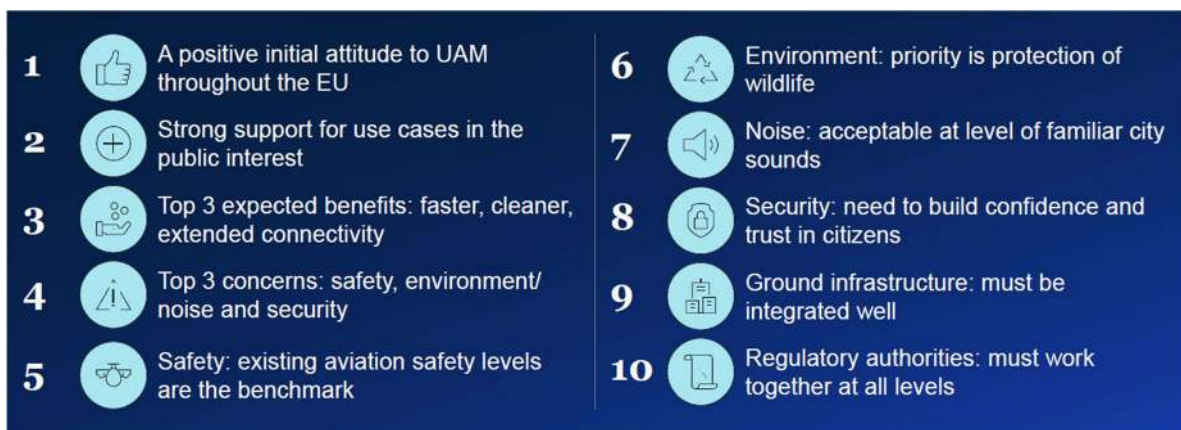 1
A positive initial attitude to UAM
throughout the EU
2
Strong support for use cases in the
public interest
3
Top 3 expected benefits: faster, cleaner,
extended connectivity
4
Top 3 concerns: safety, environment/
noise and security
5
Safety: existing aviation safety levels
are the benchmark
6
Environment: priority is protection of
wildlife
7
Noise: acceptable at level of familiar city
sounds
8
Security: need to build confidence and
trust in citizens
9
Ground infrastructure: must be
integrated well
10
Regulatory authorities: must work
together at all levels